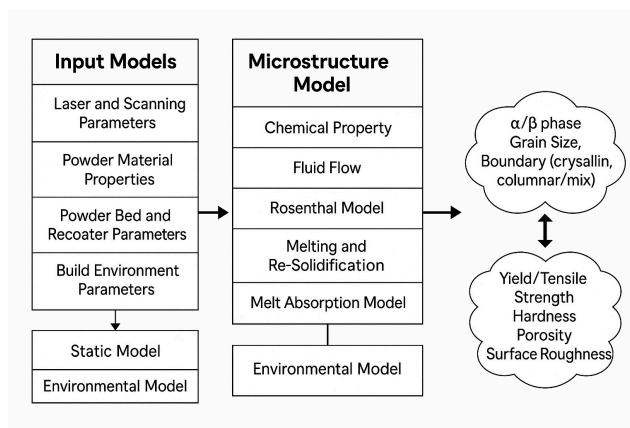 Input Models
Laser and Scanning
Parameters
Powder Material
Properties
Powder Bed and
Recoater Parameters
Build Environment
Parameters
Static Model
Environmental Model
Microstructure
Model
Chemical Property
Fluid Flow
Rosenthal Model
Melting and
Re-Solidification
Melt Absorption Model
Environmental Model
α/β phase
Grain Size,
Boundary (crysallin,
columnar/mix)
Yield/Tensile
Strength
Hardness
Porosity
Surface Roughness